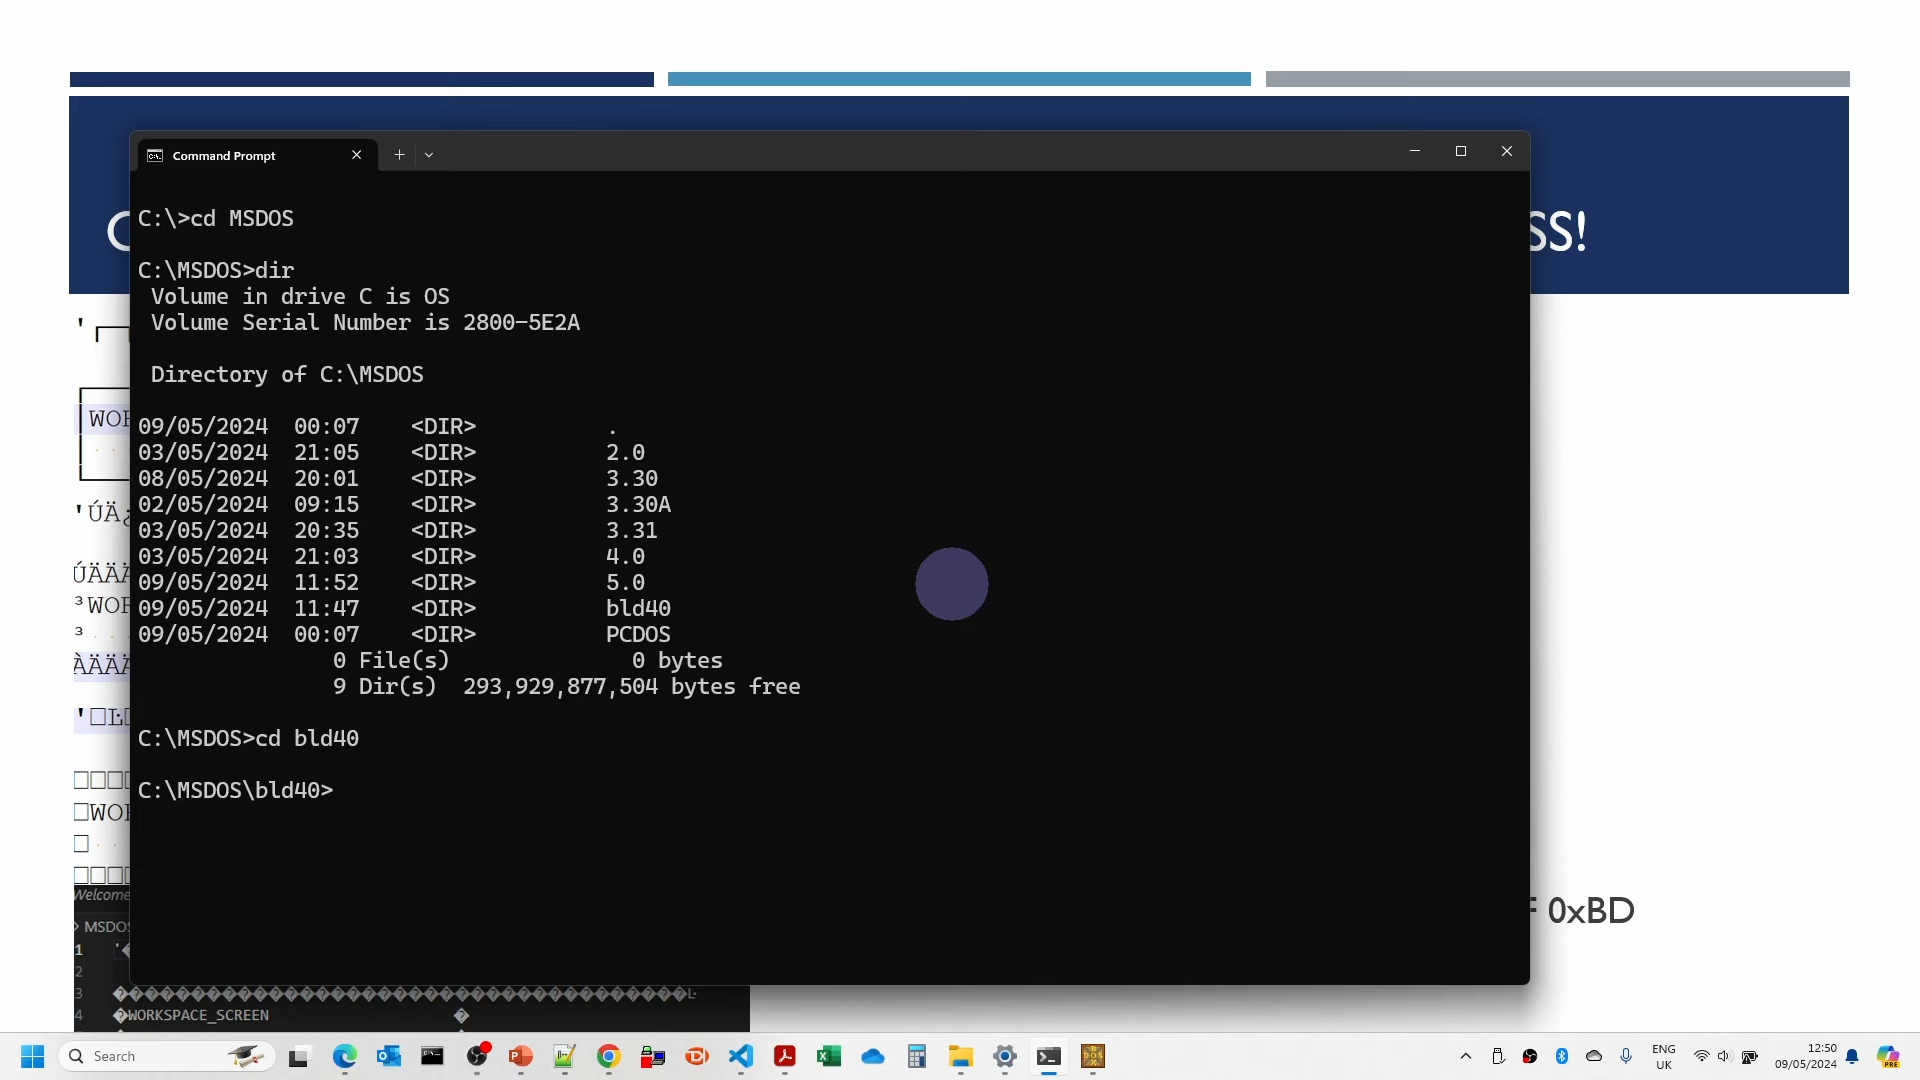 Command Prompt
C:\>cd MSDOS
C:\MSDOS>dir
Volume in drive C is OS
Volume Serial Number is 2800-5E2A
Directory of C:\MSDOS
09/05/2024 00:07 <DIR> .
03/05/2024 21:05 <DIR> 2.0
08/05/2024 20:01 <DIR> 3.30
02/05/2024 09:15 <DIR> 3.30A
03/05/2024 20:35 <DIR> 3.31
03/05/2024 21:03 <DIR> 4.0
09/05/2024 11:52 <DIR> 5.0
09/05/2024 11:47 <DIR> bld40
09/05/2024 00:07 <DIR> PCDOS
0 File(s) 0 bytes
9 Dir(s) 293,929,877,504 bytes free
C:\MSDOS>cd bld40
C:\MSDOS\bld40>
SS!
0xBD
Welcome
MSDOS
1
2
3
4 WORKSPACE_SCREEN
Search
ENG
UK
12:50
09/05/2024